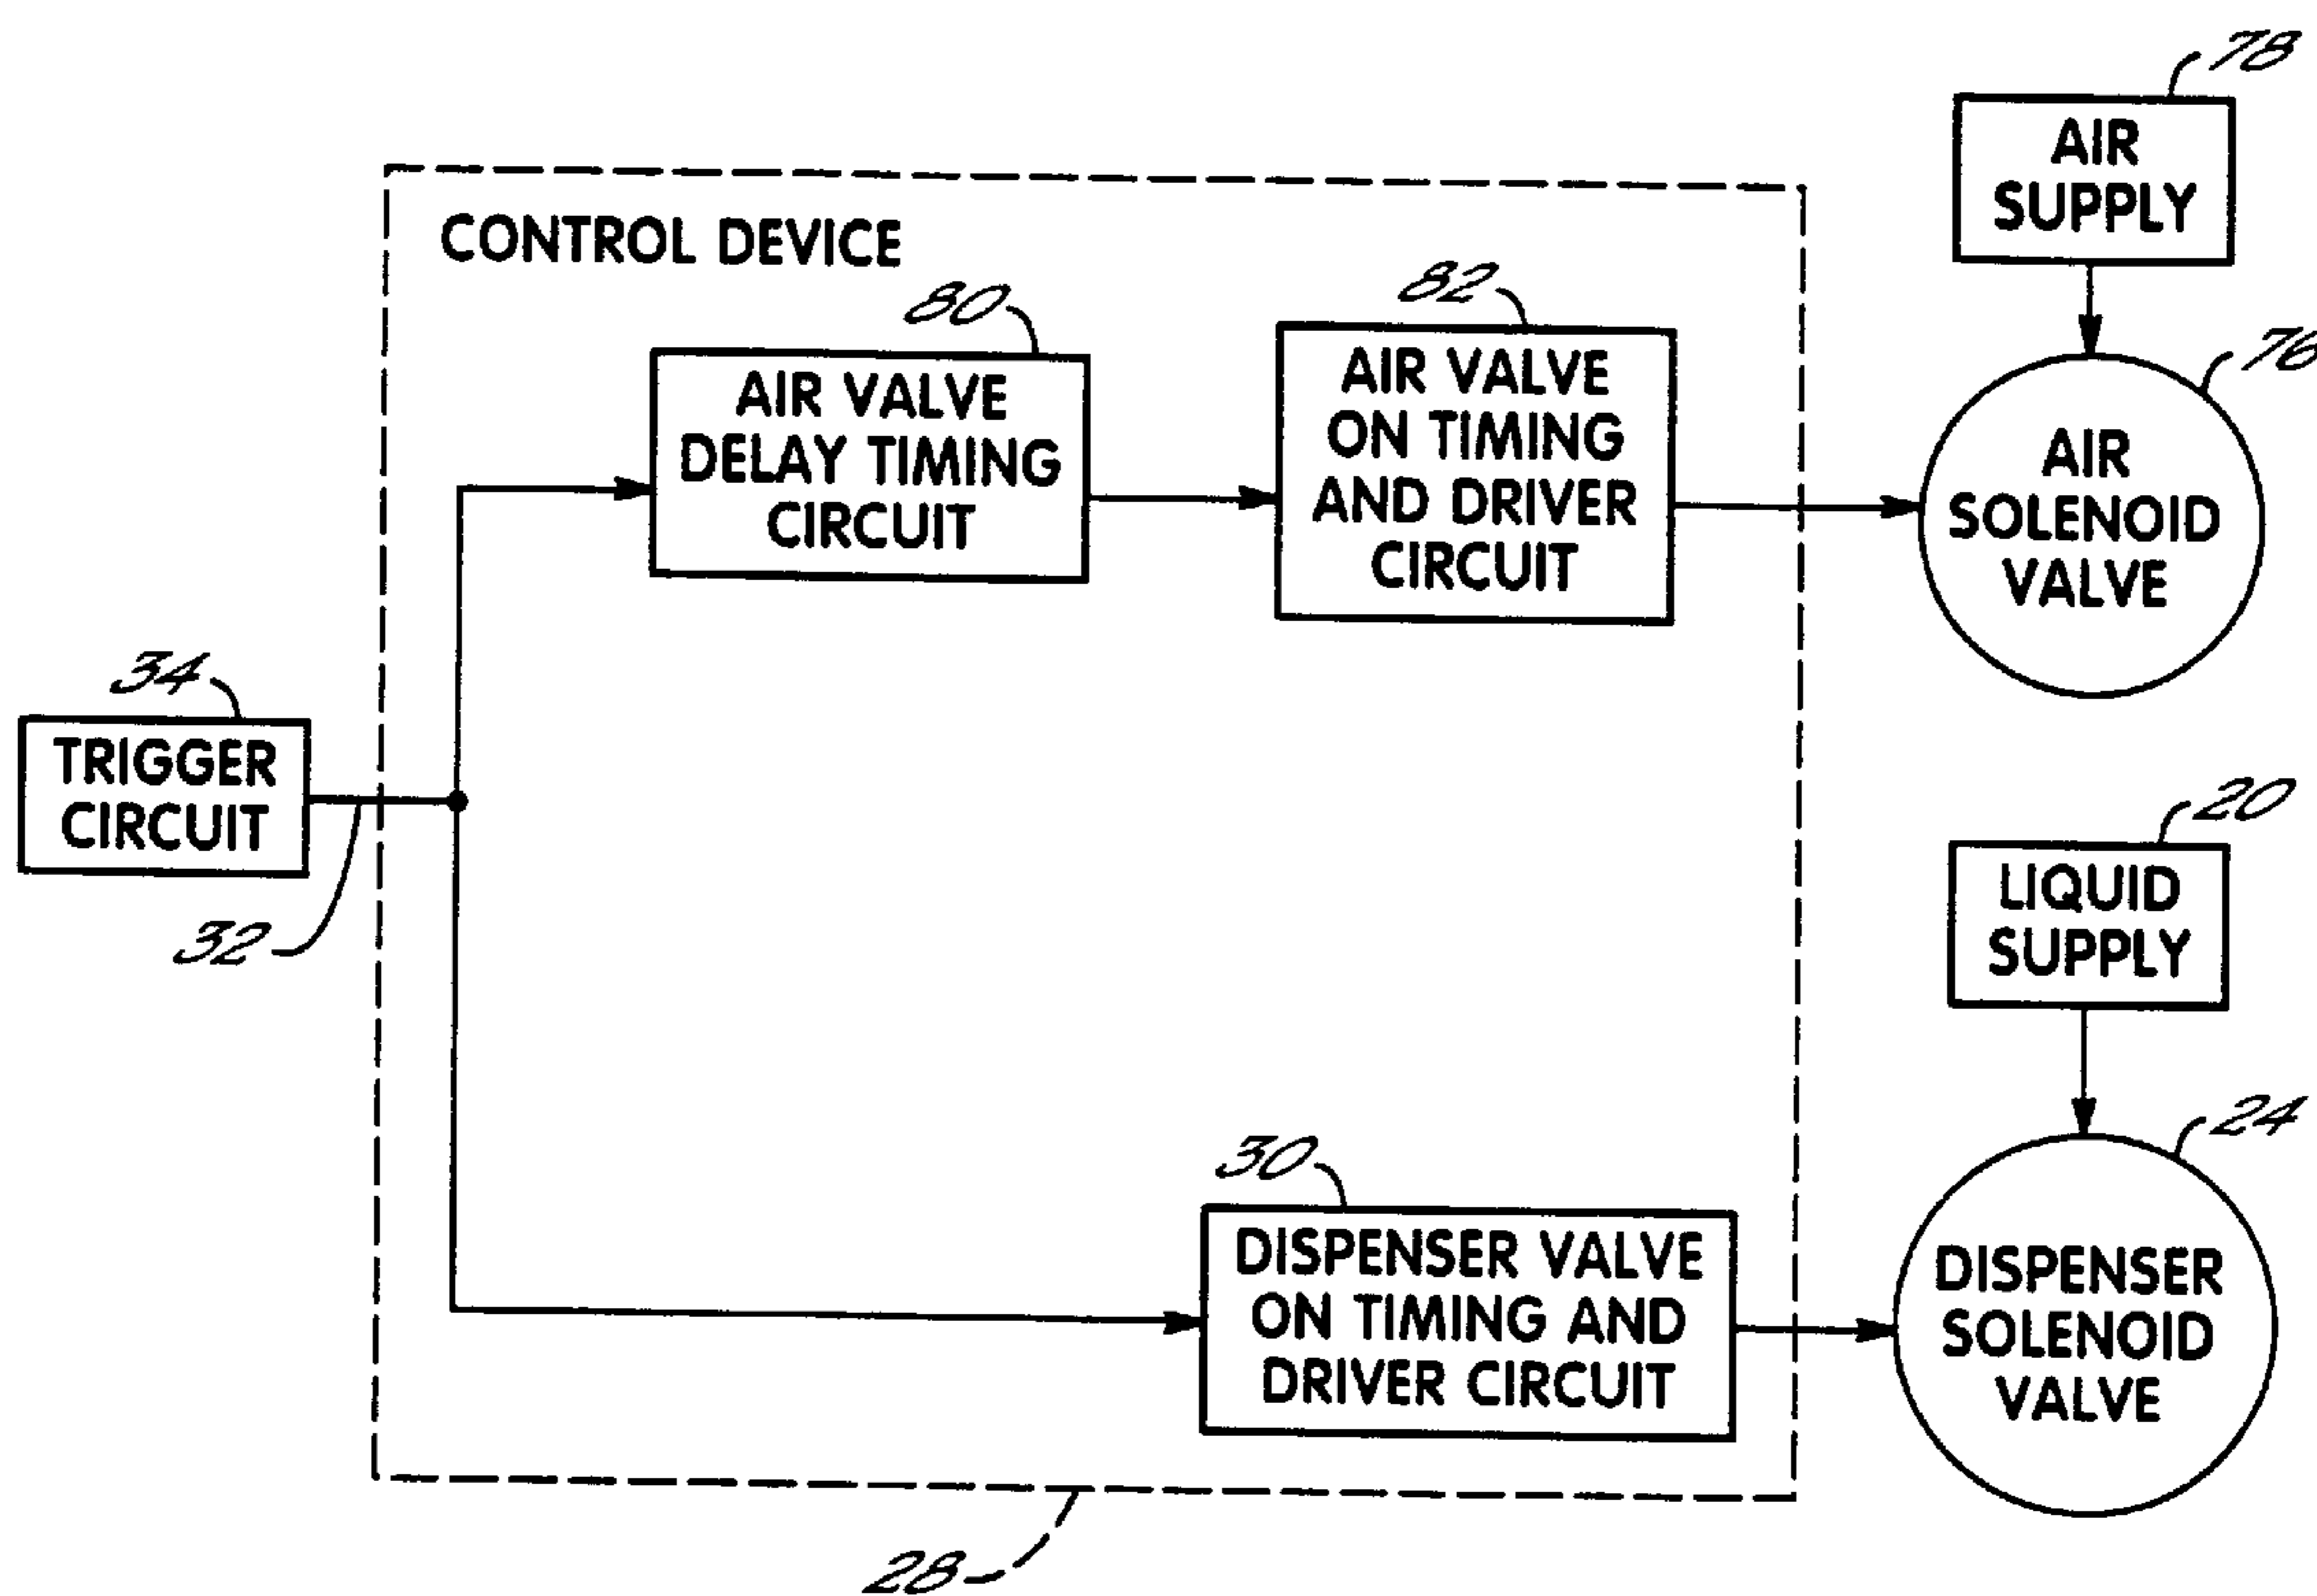 78
AIR
SUPPLY
CONTROL DEVICE
80
82
76
AIR VALVE
DELAY TIMING
CIRCUIT
AIR VALVE
ON TIMING
AND DRIVER
CIRCUIT
AIR
SOLENOID
VALVE
34
TRIGGER
CIRCUIT
32
20
LIQUID
SUPPLY
24
30
DISPENSER VALVE
ON TIMING AND
DRIVER CIRCUIT
DISPENSER
SOLENOID
VALVE
28